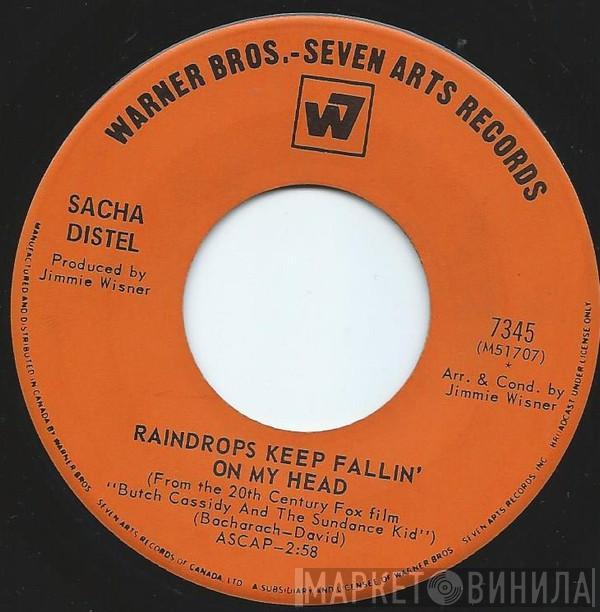 WARNER BROS.-SEVEN ARTS RECORDS
W7
SACHA
DISTEL
Produced by
Jimmie Wisner
7345
(M51707)
*
Arr. & Cond. by
Jimmie Wisner
RAINDROPS KEEP FALLIN'
ON MY HEAD
(From the 20th Century Fox film
"Butch Cassidy And The Sundance Kid")
(Bacharach-David)
ASCAP-2:58
MANUFACTURED AND DISTRIBUTED IN CANADA BY WARNER BROS. SEVEN ARTS RECORDS OF CANADA, LTD. A SUBSIDIARY AND LICENSEE OF WARNER BROS. SEVEN ARTS RECORDS, INC. BROADCAST UNDER LICENSE ONLY
МАРКЕТ ВИНИЛА